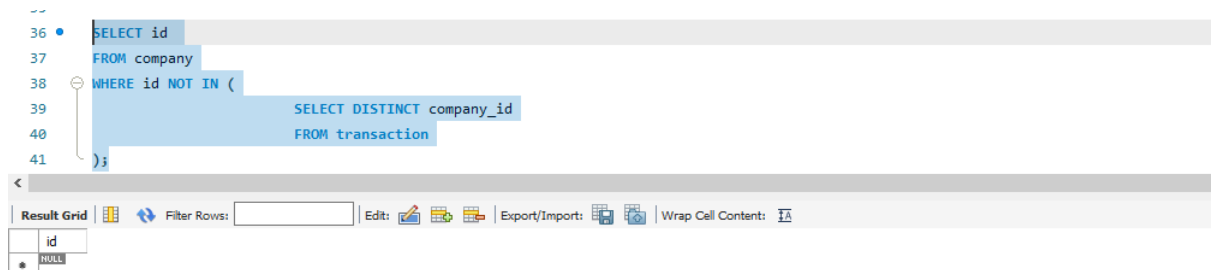 36 SELECT id
37 FROM company
38 WHERE id NOT IN (
39 SELECT DISTINCT company_id
40 FROM transaction
41 );
Result Grid Filter Rows: Edit: Export/Import: Wrap Cell Content: IA
id
NULL